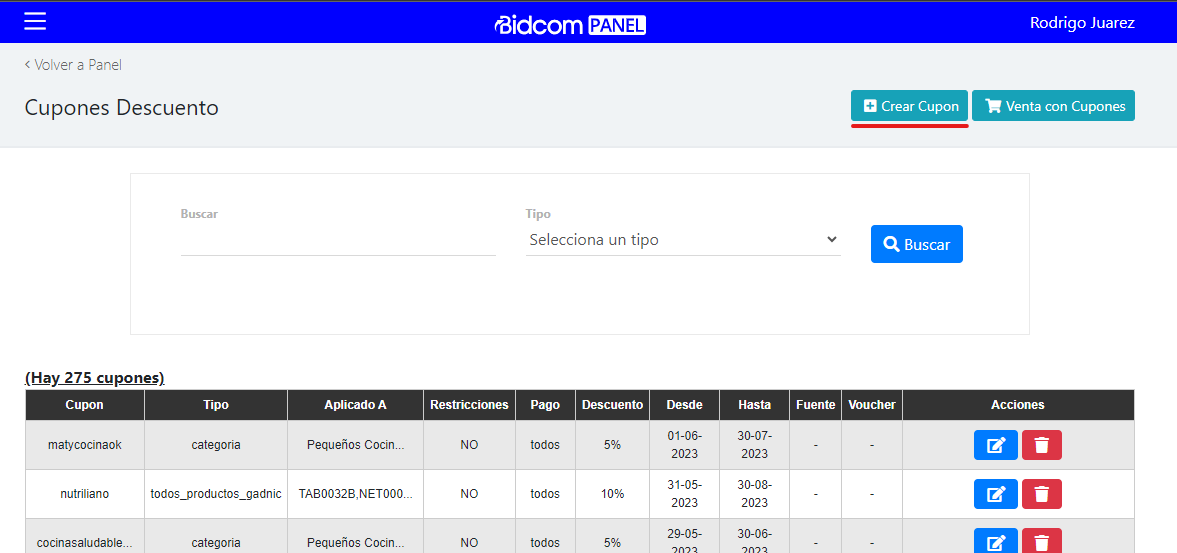 Bidcom PANEL
Rodrigo Juarez
‹ Volver a Panel
Cupones Descuento
Crear Cupon
Venta con Cupones
Buscar
Tipo
Selecciona un tipo
Buscar
(Hay 275 cupones)
Cupon Tipo Aplicado A Restricciones Pago Descuento Desde Hasta Fuente Voucher Acciones
matycocinaok categoria Pequeños Cocin... NO todos 5% 01-06- 30-07- - -
2023 2023
nutriliano todos_productos_gadnic TAB0032B,NET000... NO todos 10% 31-05- 30-08- - -
2023 2023
cocinasaludable... categoria Pequeños Cocin... NO todos 5% 29-05- 30-06- - -
2023 2023